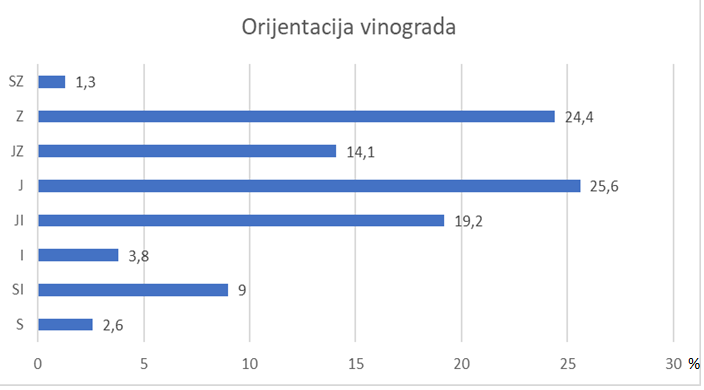 Orijentacija vinograda
SZ 1,3
Z 24,4
JZ 14,1
J 25,6
JI 19,2
I 3,8
SI 9
S 2,6
0 5 10 15 20 25 30 %